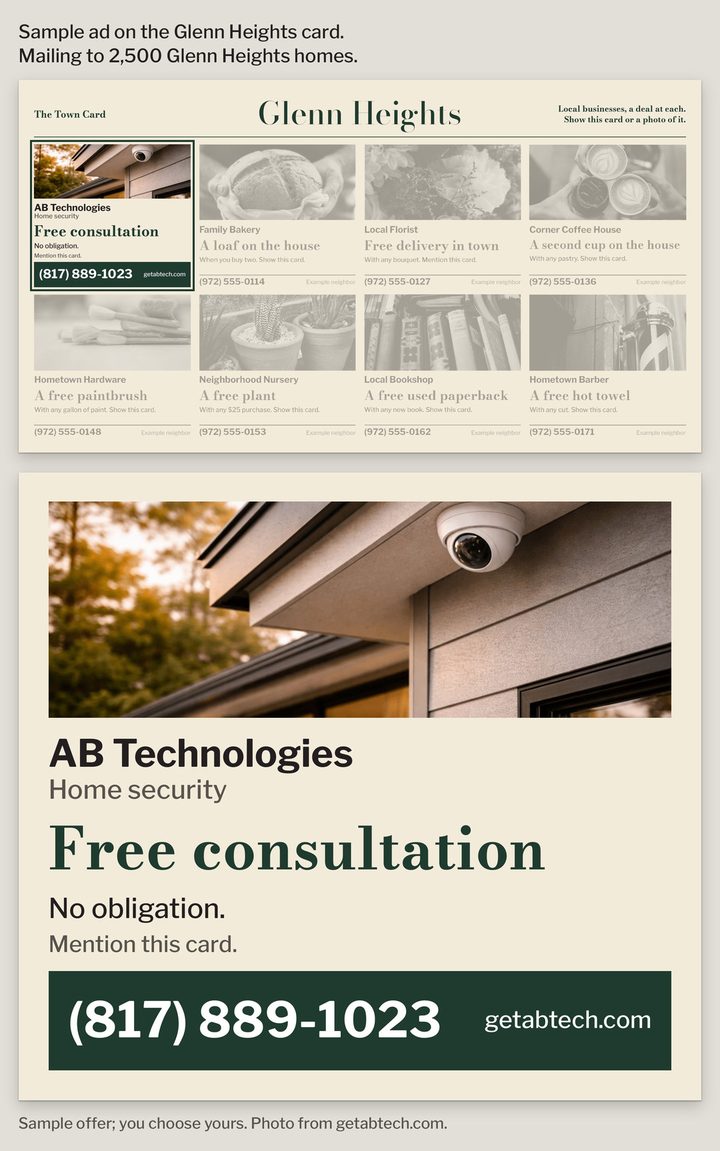 Sample ad on the Glenn Heights card.
Mailing to 2,500 Glenn Heights homes.
The Town Card
Glenn Heights
Local businesses, a deal at each.
Show this card or a photo of it.
AB Technologies
Home security
Free consultation
No obligation.
Mention this card.
(817) 889-1023 getabtech.com
Family Bakery
A loaf on the house
When you buy two. Show this card.
(972) 555-0114 Example neighbor
Local Florist
Free delivery in town
With any bouquet. Mention this card.
(972) 555-0127 Example neighbor
Corner Coffee House
A second cup on the house
With any pastry. Show this card.
(972) 555-0136 Example neighbor
Hometown Hardware
A free paintbrush
With any gallon of paint. Show this card.
(972) 555-0148 Example neighbor
Neighborhood Nursery
A free plant
With any $25 purchase. Show this card.
(972) 555-0153 Example neighbor
Local Bookshop
A free used paperback
With any new book. Show this card.
(972) 555-0162 Example neighbor
Hometown Barber
A free hot towel
With any cut. Show this card.
(972) 555-0171 Example neighbor
AB Technologies
Home security
Free consultation
No obligation.
Mention this card.
(817) 889-1023 getabtech.com
Sample offer; you choose yours. Photo from getabtech.com.